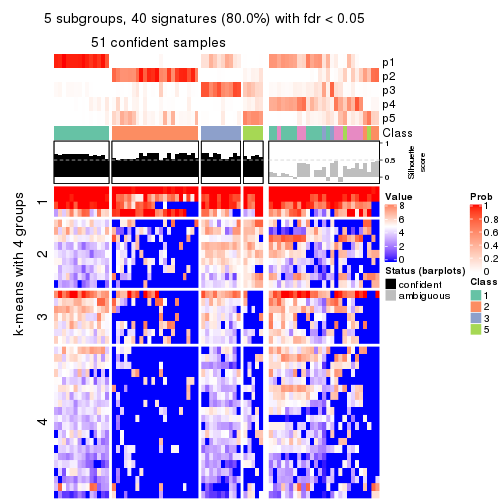 5 subgroups, 40 signatures (80.0%) with fdr < 0.05
51 confident samples
p1
p2
p3
p4
p5
Class
1
0.5
0
Silhouette
score
k-means with 4 groups
1
2
3
4
Value
8
6
4
2
0
Status (barplots)
confident
ambiguous
Prob
1
0.8
0.6
0.4
0.2
0
Class
1
2
3
5